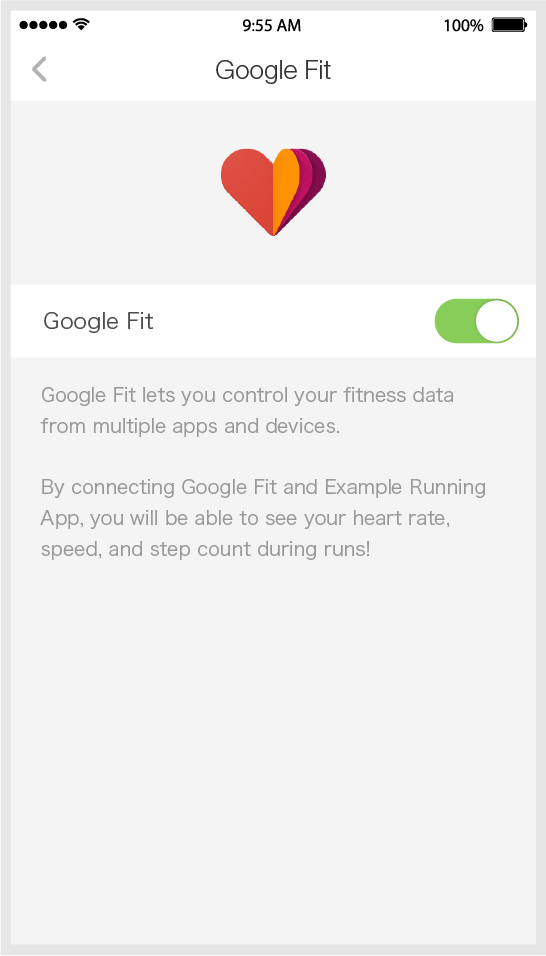 9:55 AM 100%
Google Fit
Google Fit
Google Fit lets you control your fitness data
from multiple apps and devices.
By connecting Google Fit and Example Running
App, you will be able to see your heart rate,
speed, and step count during runs!